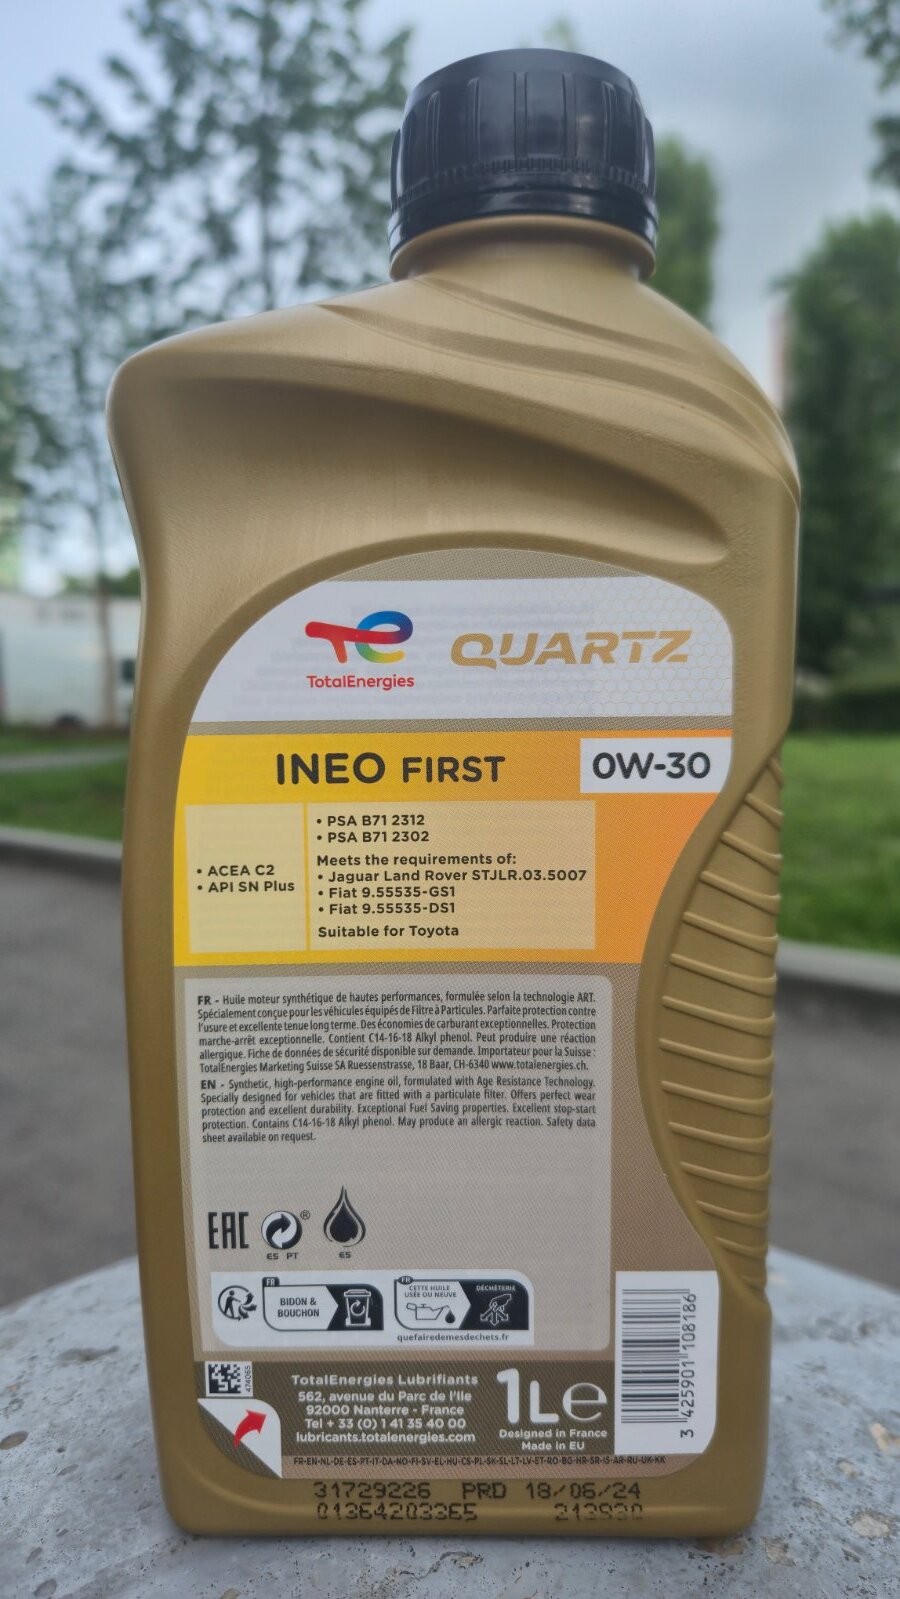 TotalEnergies
QUARTZ
INEO FIRST
0W-30
• ACEA C2
• API SN Plus
• PSA B71 2312
• PSA B71 2302
Meets the requirements of:
• Jaguar Land Rover STJLR.03.5007
• Fiat 9.55535-GS1
• Fiat 9.55535-DS1
Suitable for Toyota
FR - Huile moteur synthétique de hautes performances, formulée selon la technologie ART.
Spécialement conçue pour les véhicules équipés de Filtre à Particules. Parfaite protection contre
l'usure et excellente tenue long terme. Des économies de carburant exceptionnelles. Protection
marche-arrêt exceptionnelle. Contient C14-16-18 Alkyl phenol. Peut produire une réaction
allergique. Fiche de données de sécurité disponible sur demande. Importateur pour la Suisse :
TotalEnergies Marketing Suisse SA Ruessenstrasse, 18 Baar, CH-6340 www.totalenergies.ch.
EN - Synthetic, high-performance engine oil, formulated with Age Resistance Technology.
Specially designed for vehicles that are fitted with a particulate filter. Offers perfect wear
protection and excellent durability. Exceptional Fuel Saving properties. Excellent stop-start
protection. Contains C14-16-18 Alkyl phenol. May produce an allergic reaction. Safety data
sheet available on request.
EAC
®
ES PT
ES
FR
BIDON &
BOUCHON
FR
CETTE HUILE
USÉE OU NEUVE
DÉCHÈTERIE
quefairedemesdechets.fr
474065
TotalEnergies Lubrifiants
562, avenue du Parc de l'Ile
92000 Nanterre - France
Tel + 33 (0) 1 41 35 40 00
lubricants.totalenergies.com
1L e
Designed in France
Made in EU
3 425901 108186
FR-EN-NL-DE-ES-PT-IT-DA-NO-FI-SV-EL-HU-CS-PL-SK-SL-LT-LV-ET-RO-BG-HR-SR-IS-AR-RU-UK-KK
31729226 PRD 18/06/24
01364203365 213930